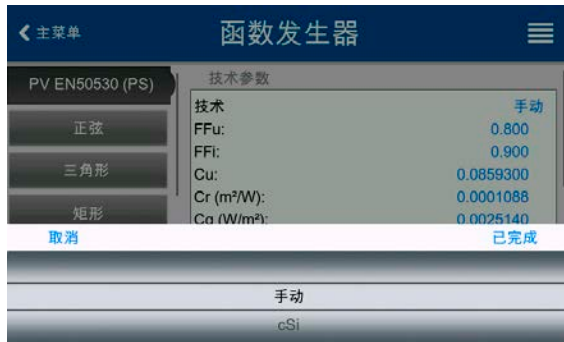 主菜单
函数发生器
PV EN50530 (PS)
正弦
三角形
矩形
技术参数
技术 手动
FFu: 0.800
FFi: 0.900
Cu: 0.0859300
Cr (m²/W): 0.0001088
Cg (W/m²): 0.0025140
取消 已完成
手动
cSi